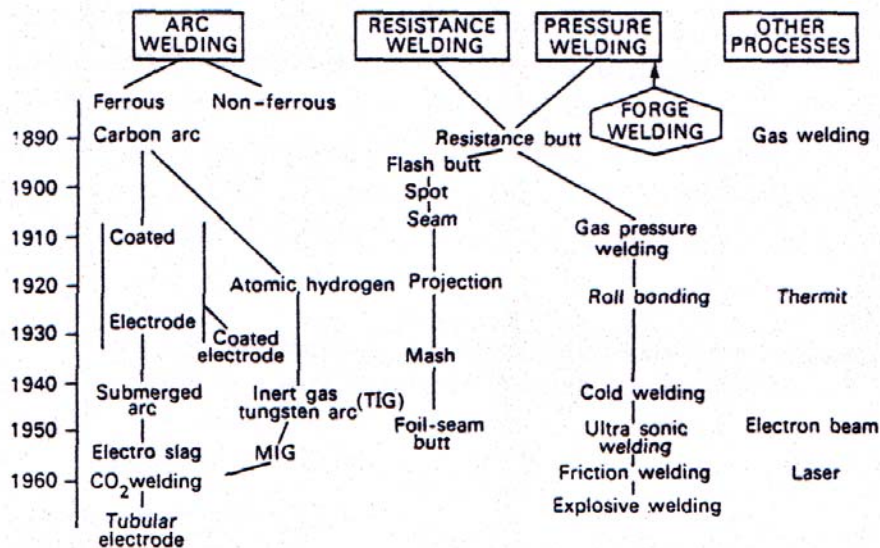 ARC
WELDING
RESISTANCE
WELDING
PRESSURE
WELDING
OTHER
PROCESSES
Ferrous
Non-ferrous
FORGE
WELDING
1890
Carbon arc
Resistance butt
Gas welding
Flash butt
1900
Spot
Seam
1910
Coated
Gas pressure
welding
1920
Atomic hydrogen
Projection
Roll bonding
Thermit
1930
Electrode
Coated
electrode
Mash
1940
Submerged
arc
Inert gas
tungsten arc (TIG)
Cold welding
1950
Foil-seam
butt
Ultra sonic
welding
Electron beam
Electro slag
MIG
Friction welding
Laser
1960
CO2 welding
Explosive welding
Tubular
electrode